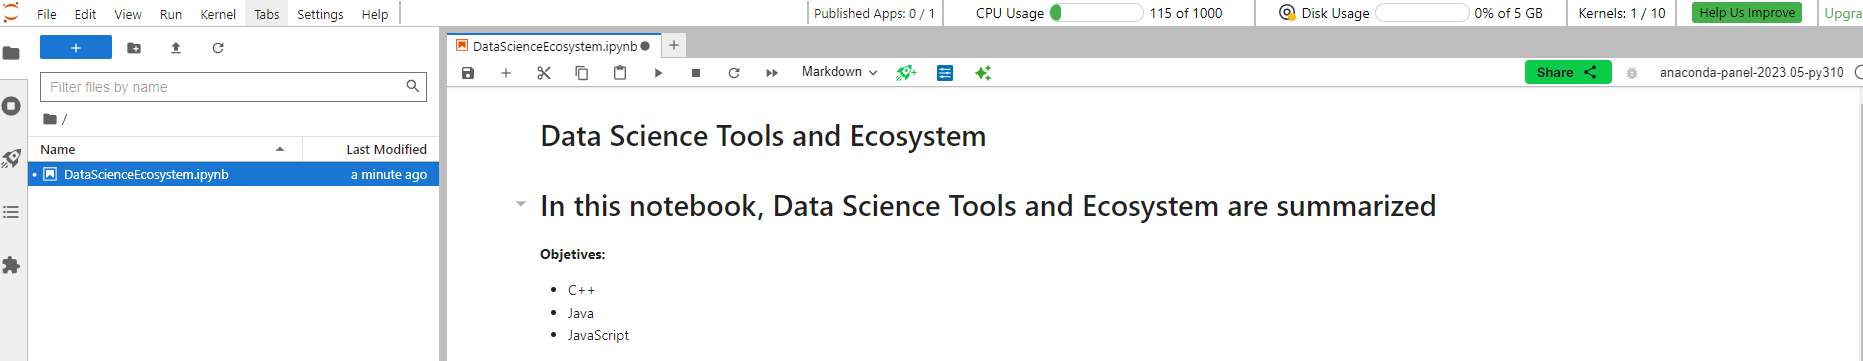 File Edit View Run Kernel Tabs Settings Help
Published Apps: 0 / 1
CPU Usage 115 of 1000
Disk Usage 0% of 5 GB
Kernels: 1 / 10
Help Us Improve
Upgra
+
Filter files by name
/
Name Last Modified
DataScienceEcosystem.ipynb a minute ago
DataScienceEcosystem.ipynb
Markdown
Share
anaconda-panel-2023.05-py310
Data Science Tools and Ecosystem
In this notebook, Data Science Tools and Ecosystem are summarized
Objetives:
• C++
• Java
• JavaScript